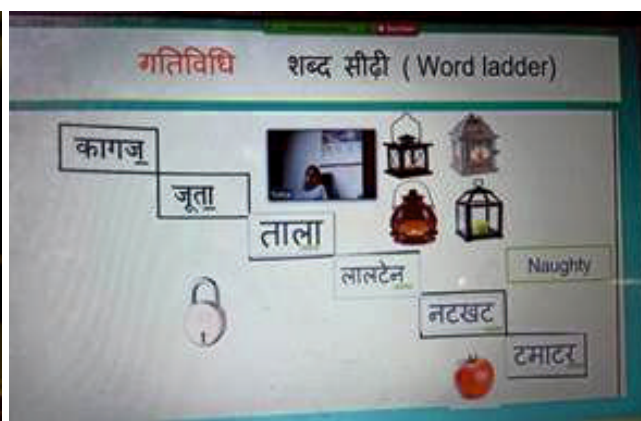 गतिविधि शब्द सीढ़ी ( Word ladder)
कागज
जूता
ताला
लालटेन
Naughty
नटखट
टमाटर